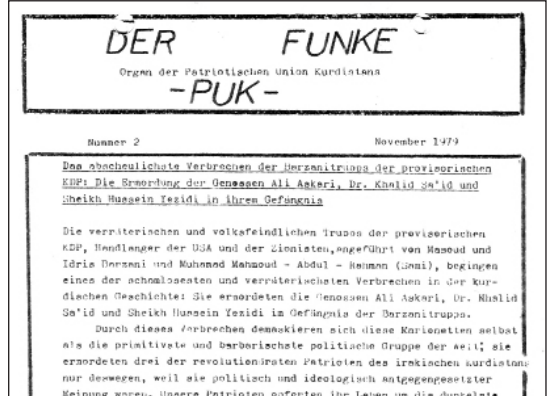 DER FUNKE
Organ der Patriotischen Union Kurdistans
-PUK-
Nummer 2 November 1979
Das abscheulichste Verbrechen der Barzanitrupps der provisorischen
KDP: Die Ermordung der Genossen Ali Askari, Dr. Khalid Sa'id und
Sheikh Hussein Yezidi in ihrem Gefängnis
Die verräterischen und volksfeindlichen Trupps der provisorischen
KDP, Handlanger der USA und der Zionisten,angeführt von Masoud und
Idris Barzani und Muhamad Mahmoud - Abdul - Rahman (Sami), begingen
eines der schamlosesten und verräterischsten Verbrechen in der kur-
dischen Geschichte: Sie ermordeten die Genossen Ali Askari, Dr. Khalid
Sa'id und Sheikh Hussein Yezidi im Gefängnis der Barzanitrupps.
Durch dieses Verbrechen demaskieren sich diese Marionetten selbst
als die primitivste und barbarischste politische Gruppe der Welt; sie
ermordeten drei der revolutionärsten Patrioten des irakischen Kurdistans
nur deswegen, weil sie politisch und ideologisch entgegengesetzter
Meinung waren. Unsere Patrioten opferten ihr Leben um die dunkelste